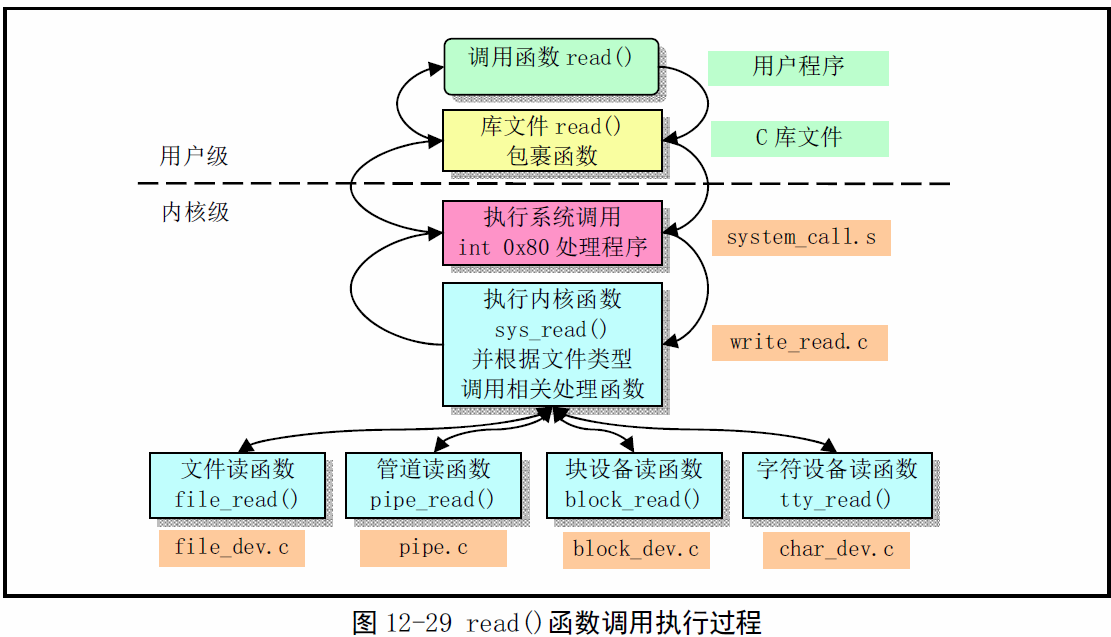 调用函数 read()
用户程序
库文件 read()
包裹函数
C 库文件
用户级
内核级
执行系统调用
int 0x80 处理程序
system_call.s
执行内核函数
sys_read()
并根据文件类型
调用相关处理函数
write_read.c
文件读函数
file_read()
管道读函数
pipe_read()
块设备读函数
block_read()
字符设备读函数
tty_read()
file_dev.c
pipe.c
block_dev.c
char_dev.c
图 12-29 read()函数调用执行过程